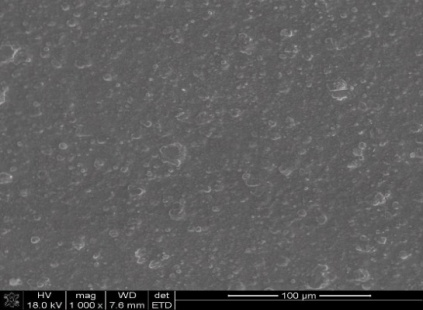 HV mag WD det
18.0 kV 1 000 x 7.6 mm ETD
100 µm